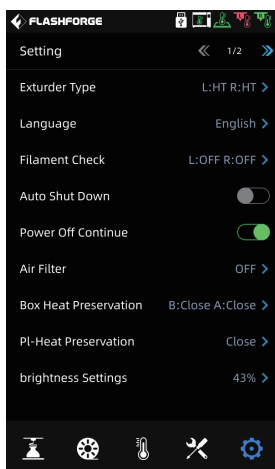 FLASHFORGE
Setting
1/2
Exturder Type L:HT R:HT
Language English
Filament Check L:OFF R:OFF
Auto Shut Down
Power Off Continue
Air Filter OFF
Box Heat Preservation B:Close A:Close
Pl-Heat Preservation Close
brightness Settings 43%